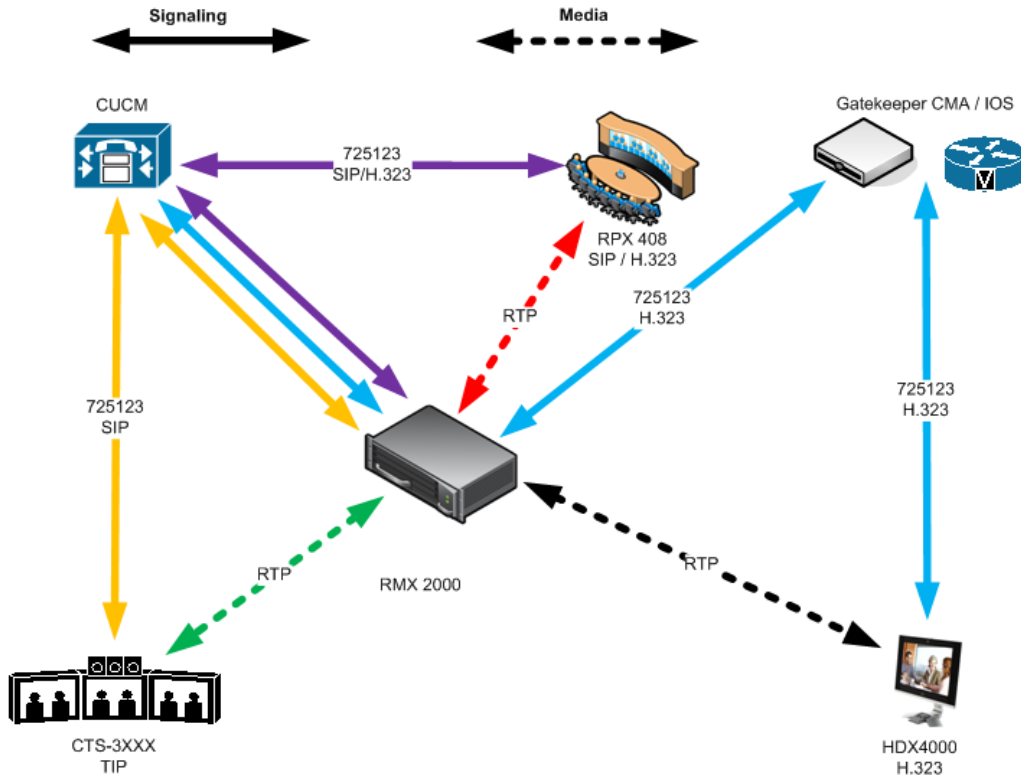 Signaling
Media
CUCM
Gatekeeper CMA / IOS
725123
SIP/H.323
V
RPX 408
SIP / H.323
725123
H.323
RTP
725123
SIP
725123
H.323
RTP
RMX 2000
RTP
CTS-3XXX
TIP
HDX4000
H.323